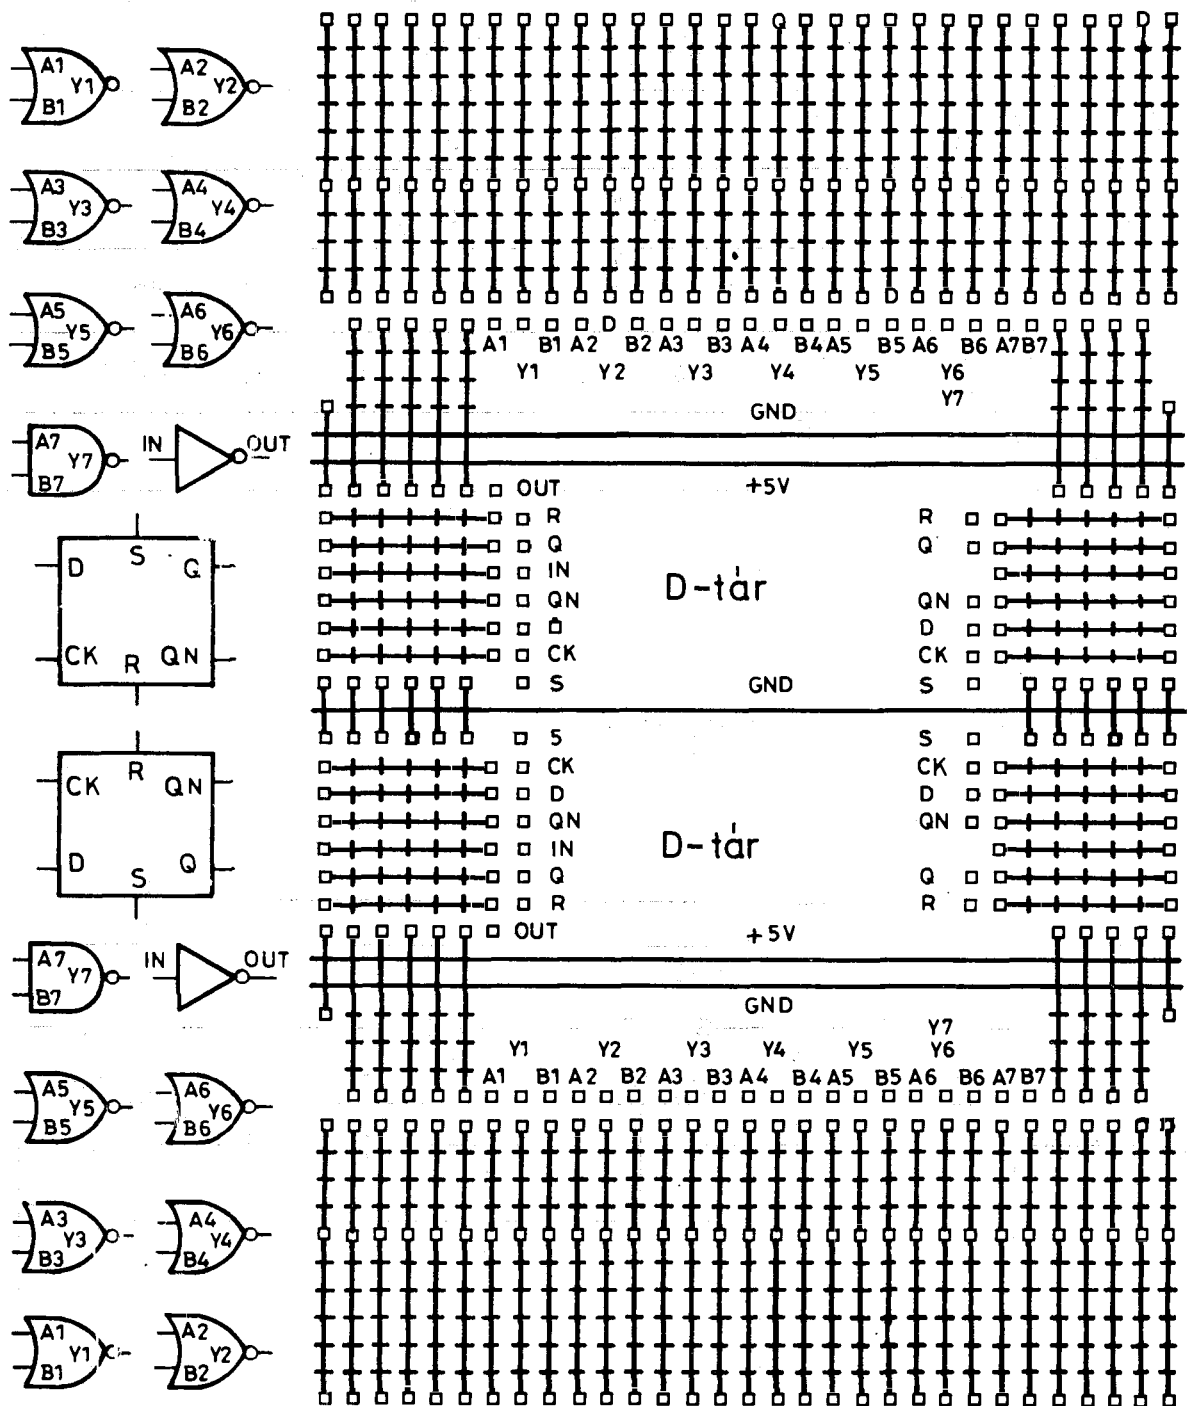 A1 Y1 B1 A2 Y2 B2
A3 Y3 B3 A4 Y4 B4
A5 Y5 B5 A6 Y6 B6
A1 B1 A2 B2 A3 B3 A4 B4 A5 B5 A6 B6 A7 B7
Y1 Y2 Y3 Y4 Y5 Y6
Y7
GND
A7 Y7 B7 IN OUT
+5V
OUT
R R
Q Q
IN
D-tár
QN QN
D
CK CK
S GND S
D S Q
CK R QN
S S
CK CK
D D
QN QN
IN
D-tár
Q Q
R R
OUT +5V
CK R QN
D S Q
A7 Y7 B7 IN OUT
GND
Y7
Y1 Y2 Y3 Y4 Y5 Y6
A1 B1 A2 B2 A3 B3 A4 B4 A5 B5 A6 B6 A7 B7
A5 Y5 B5 A6 Y6 B6
A3 Y3 B3 A4 Y4 B4
A1 Y1 B1 A2 Y2 B2